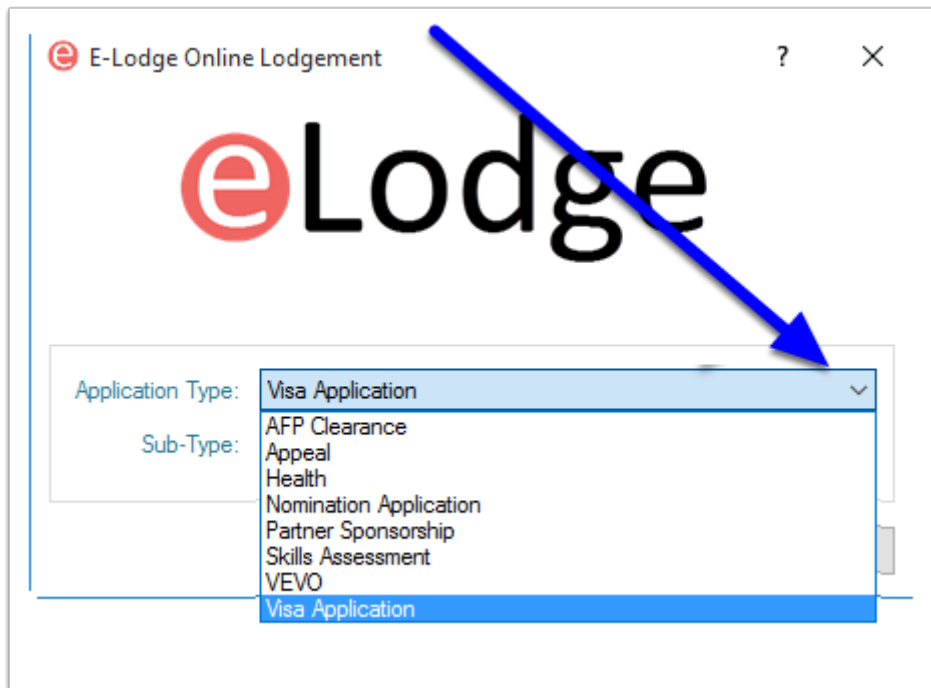 e E-Lodge Online Lodgement ?
eLodge
Application Type: Visa Application
AFP Clearance
Sub-Type:
Appeal
Health
Nomination Application
Partner Sponsorship
Skills Assessment
VEVO
Visa Application